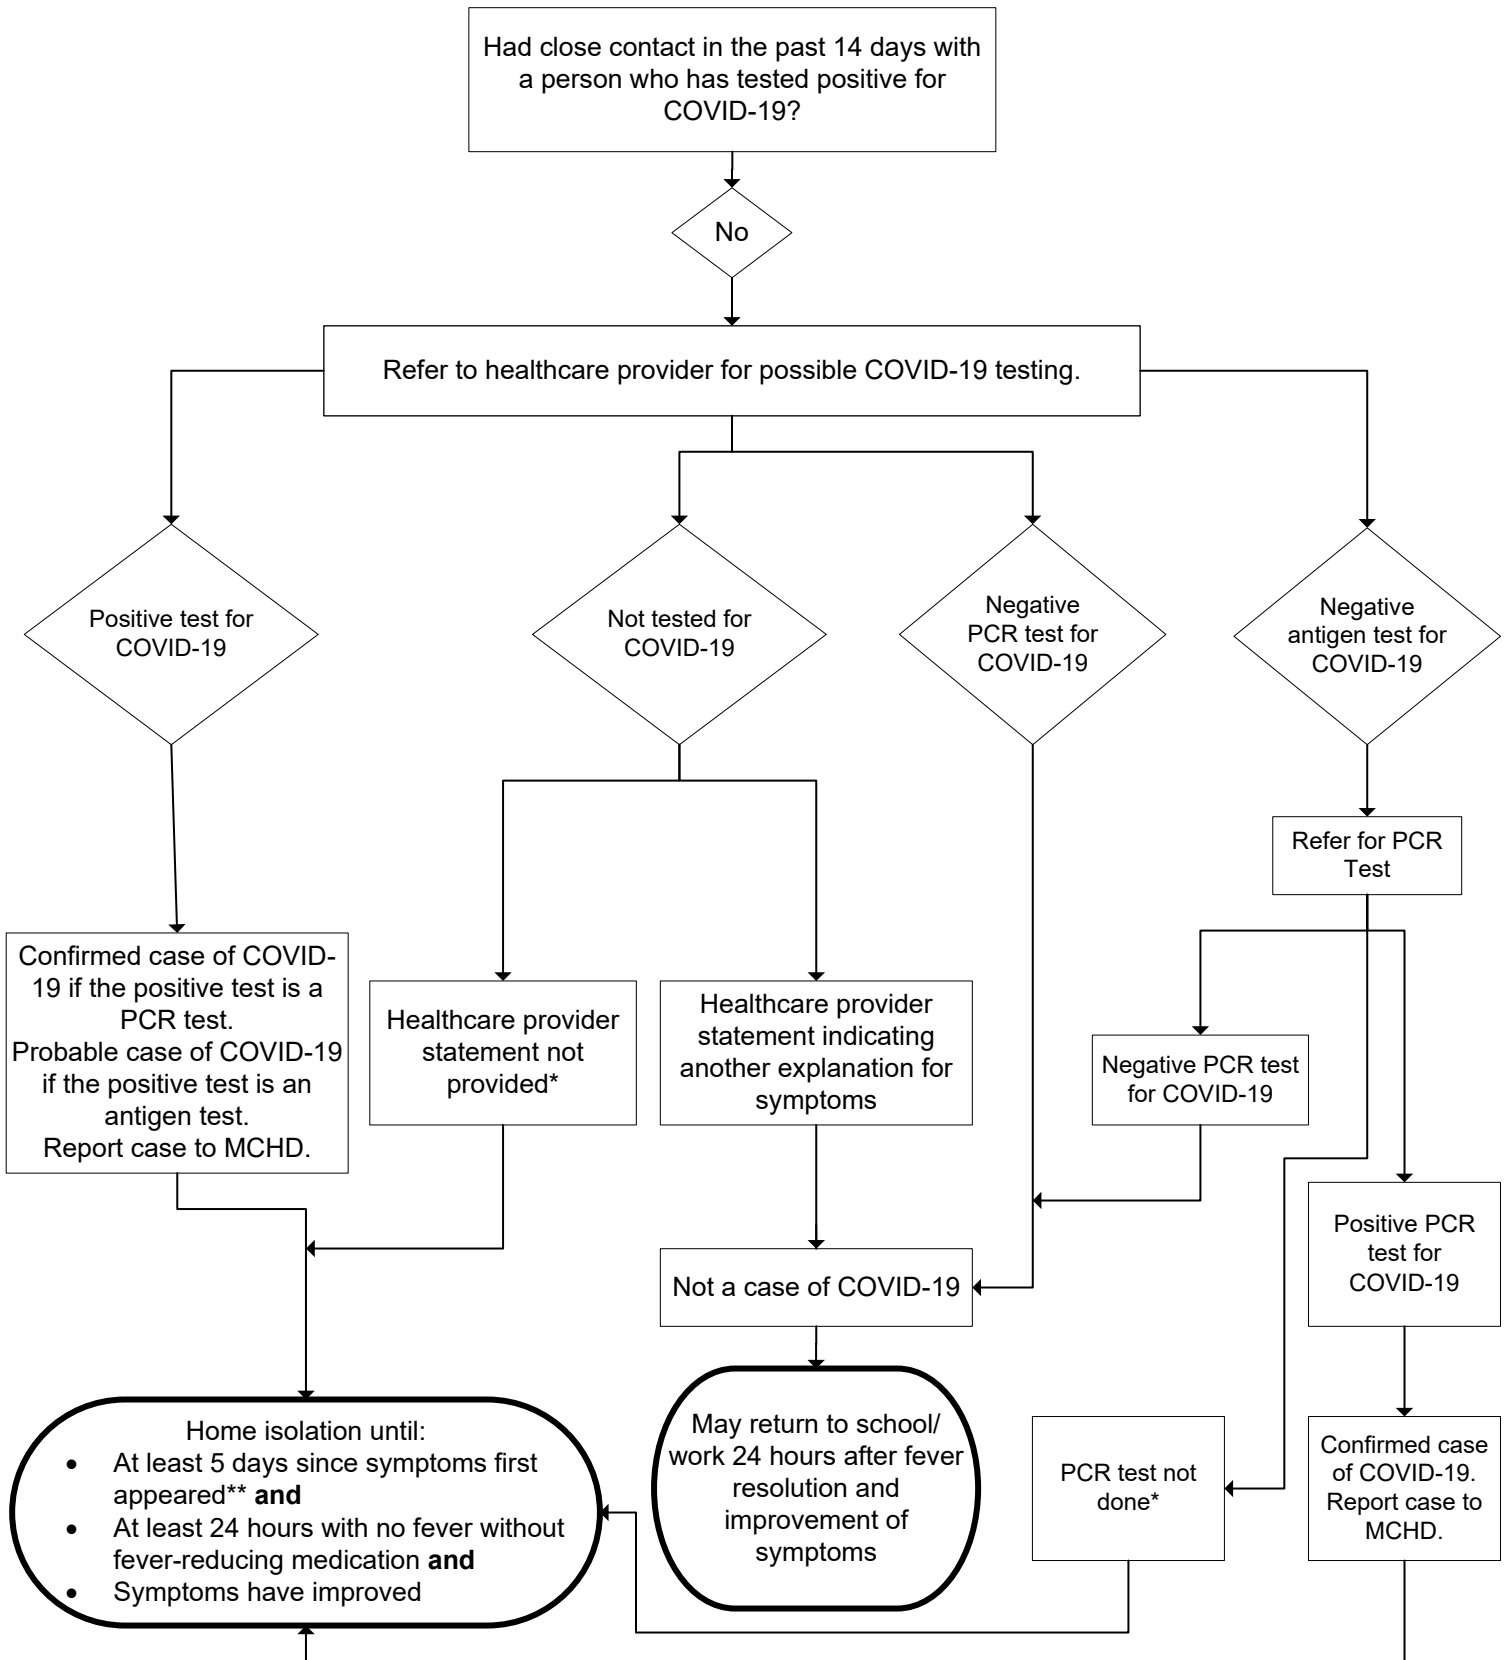 Had close contact in the past 14 days with
a person who has tested positive for
COVID-19?
No
Refer to healthcare provider for possible COVID-19 testing.
Positive test for
COVID-19
Not tested for
COVID-19
Negative
PCR test for
COVID-19
Negative
antigen test for
COVID-19
Refer for PCR
Test
Confirmed case of COVID-
19 if the positive test is a
PCR test.
Probable case of COVID-19
if the positive test is an
antigen test.
Report case to MCHD.
Healthcare provider
statement not
provided*
Healthcare provider
statement indicating
another explanation for
symptoms
Negative PCR test
for COVID-19
Positive PCR
test for
COVID-19
Not a case of COVID-19
Home isolation until:
• At least 5 days since symptoms first
appeared** and
• At least 24 hours with no fever without
fever-reducing medication and
• Symptoms have improved
May return to school/
work 24 hours after fever
resolution and
improvement of
symptoms
PCR test not
done*
Confirmed case
of COVID-19.
Report case to
MCHD.